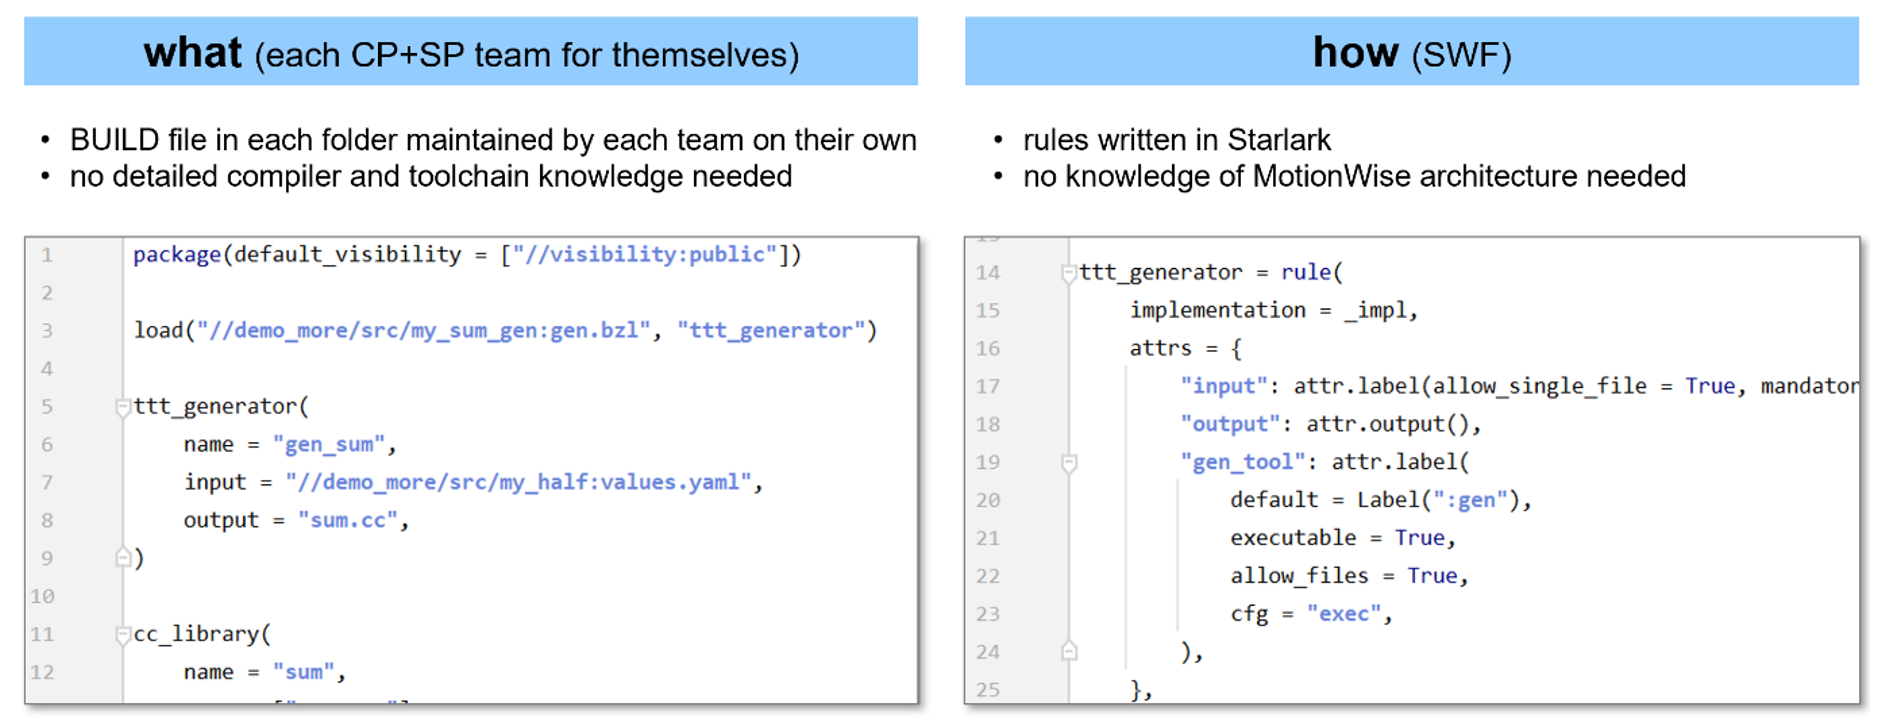 what (each CP+SP team for themselves)
• BUILD file in each folder maintained by each team on their own
• no detailed compiler and toolchain knowledge needed
1 package(default_visibility = ["//visibility:public"])
2
3 load("//demo_more/src/my_sum_gen:gen.bzl", "ttt_generator")
4
5 ttt_generator(
6     name = "gen_sum",
7     input = "//demo_more/src/my_half:values.yaml",
8     output = "sum.cc",
9 )
10
11 cc_library(
12     name = "sum",
how (SWF)
• rules written in Starlark
• no knowledge of MotionWise architecture needed
14 ttt_generator = rule(
15     implementation = _impl,
16     attrs = {
17         "input": attr.label(allow_single_file = True, mandator
18         "output": attr.output(),
19         "gen_tool": attr.label(
20             default = Label(":gen"),
21             executable = True,
22             allow_files = True,
23             cfg = "exec",
24         ),
25     },